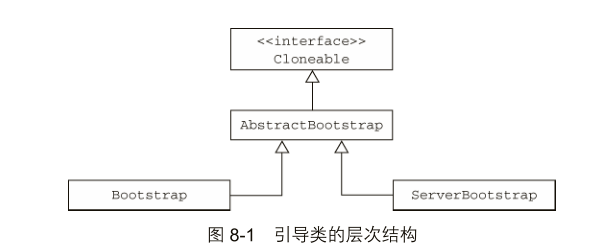 <<interface>>
Cloneable
AbstractBootstrap
Bootstrap
ServerBootstrap
图 8-1 引导类的层次结构